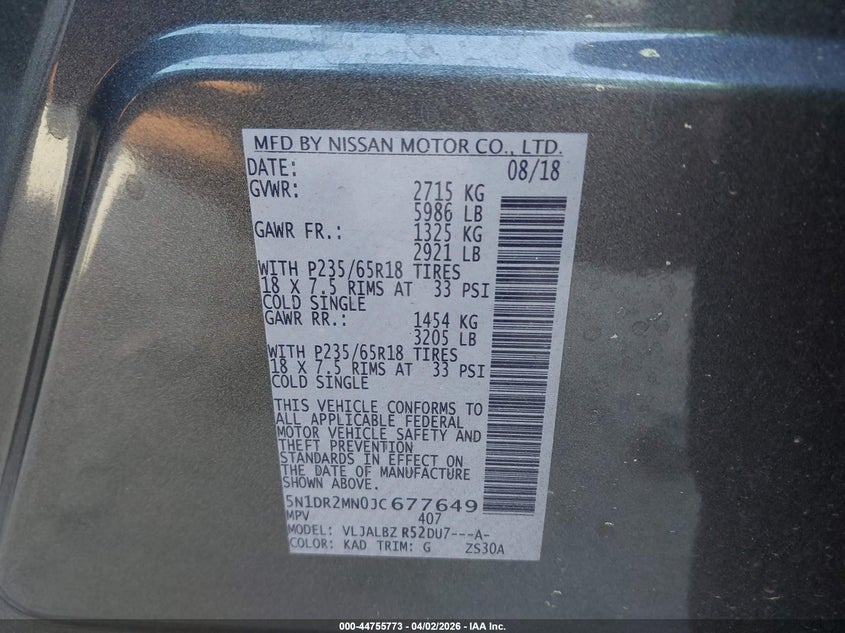 MFD BY NISSAN MOTOR CO., LTD.
DATE: 08/18
GVWR: 2715 KG
5986 LB
GAWR FR.: 1325 KG
2921 LB
WITH P235/65R18 TIRES
18 X 7.5 RIMS AT 33 PSI
COLD SINGLE
GAWR RR.: 1454 KG
3205 LB
WITH P235/65R18 TIRES
18 X 7.5 RIMS AT 33 PSI
COLD SINGLE
THIS VEHICLE CONFORMS TO
ALL APPLICABLE FEDERAL
MOTOR VEHICLE SAFETY AND
THEFT PREVENTION
STANDARDS IN EFFECT ON
THE DATE OF MANUFACTURE
SHOWN ABOVE.
5N1DR2MN0JC677649
MPV 407
MODEL: VLJALBZ R52DU7---A-
COLOR: KAD TRIM: G ZS30A
000-44755773 | 04/02/2026 | IAA Inc.